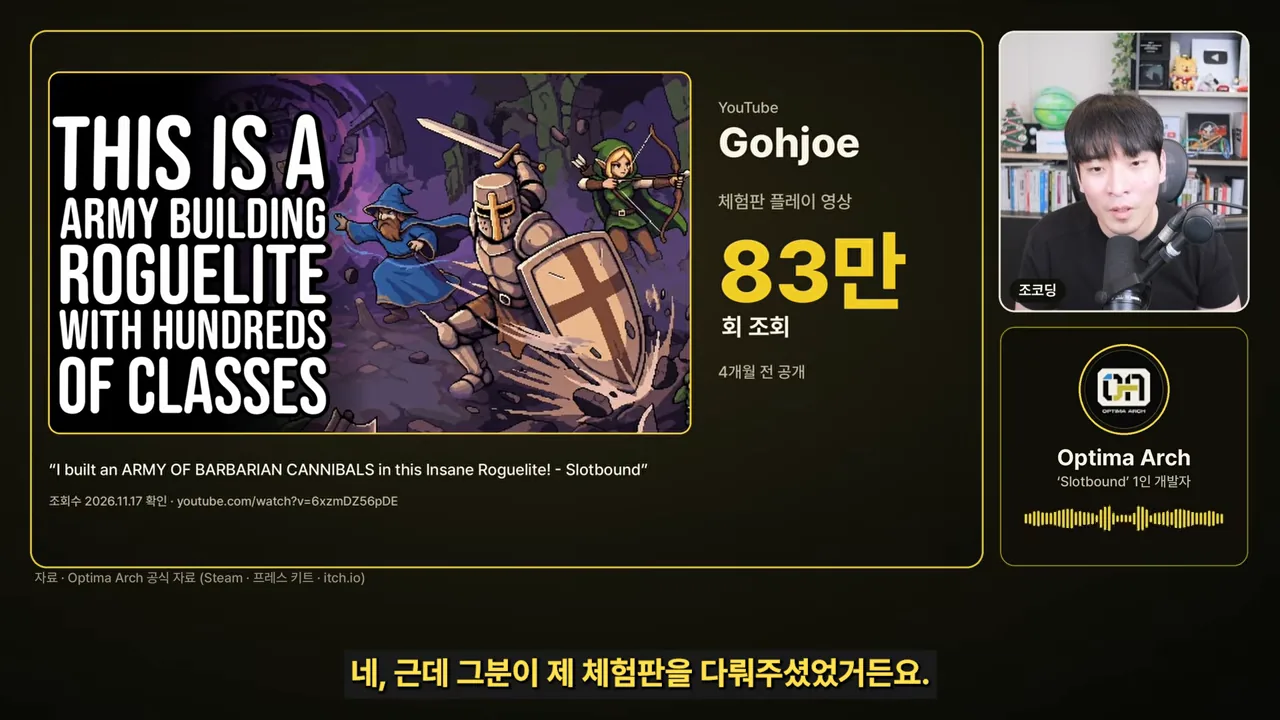 THIS IS A
ARMY BUILDING
ROGUELITE
WITH HUNDREDS
OF CLASSES
YouTube
Gohjoe
체험판 플레이 영상
83만
회 조회
4개월 전 공개
“I built an ARMY OF BARBARIAN CANNIBALS in this Insane Roguelite! - Slotbound”
조회수 2026.11.17 확인 · youtube.com/watch?v=6xzmDZ56pDE
자료 · Optima Arch 공식 자료 (Steam · 프레스 키트 · itch.io)
조코딩
OA
OPTIMA ARCH
Optima Arch
‘Slotbound’ 1인 개발자
네, 근데 그분이 제 체험판을 다뤄주셨었거든요.